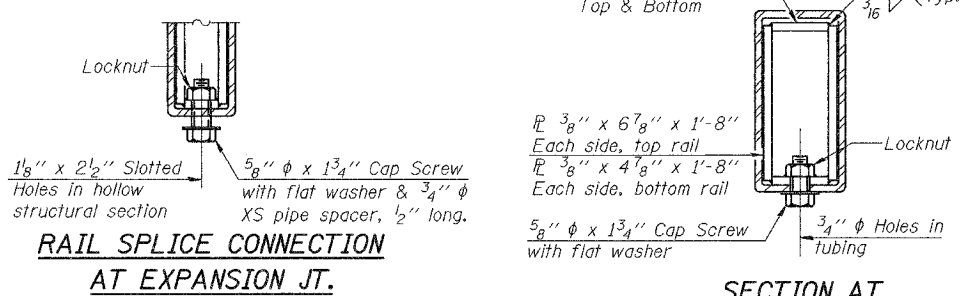 Locknut
1 1/8" x 2 1/2" Slotted
Holes in hollow
structural section
5/8" ϕ x 1 3/4" Cap Screw
with flat washer & 3/4" ϕ
XS pipe spacer, 1/2" long.
RAIL SPLICE CONNECTION
AT EXPANSION JT.
Top & Bottom
3/16
℄ 3/8" x 6 7/8" x 1'-8"
Each side, top rail
℄ 3/8" x 4 7/8" x 1'-8"
Each side, bottom rail
Locknut
5/8" ϕ x 1 3/4" Cap Screw
with flat washer
3/4" ϕ Holes in
tubing
SECTION AT